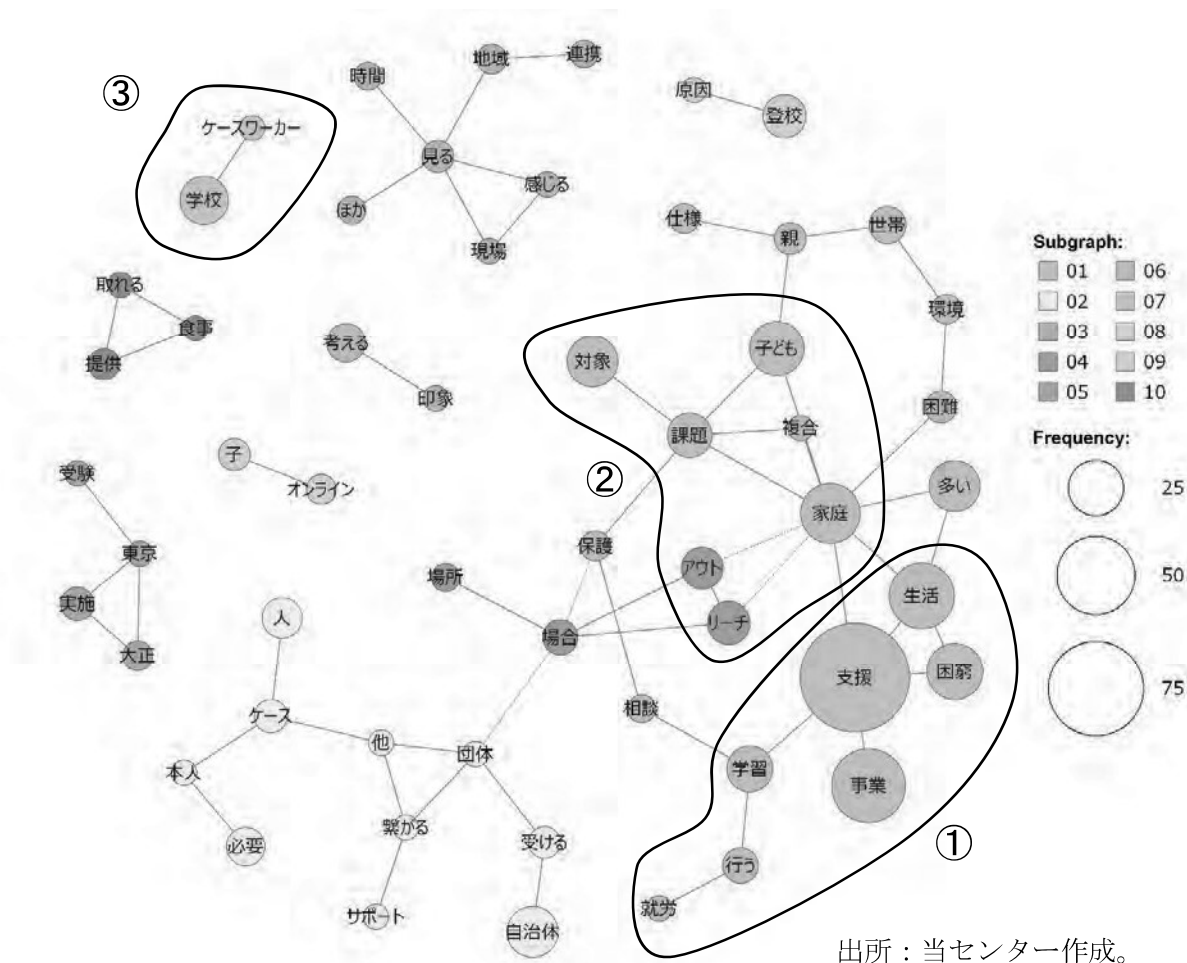 ③
ケースワーカー
学校
時間
地域
連携
見る
感じる
ほか
現場
原因
登校
仕様
親
世帯
環境
困難
取れる
食事
提供
考える
印象
子
オンライン
受験
東京
実施
大正
②
対象
子ども
課題
複合
家庭
アウト
リーチ
多い
保護
場所
場合
相談
①
生活
支援
困窮
事業
学習
行う
就労
人
ケース
本人
必要
他
団体
繋がる
サポート
受ける
自治体
Subgraph:
01 06
02 07
03 08
04 09
05 10
Frequency:
25
50
75
出所：当センター作成。